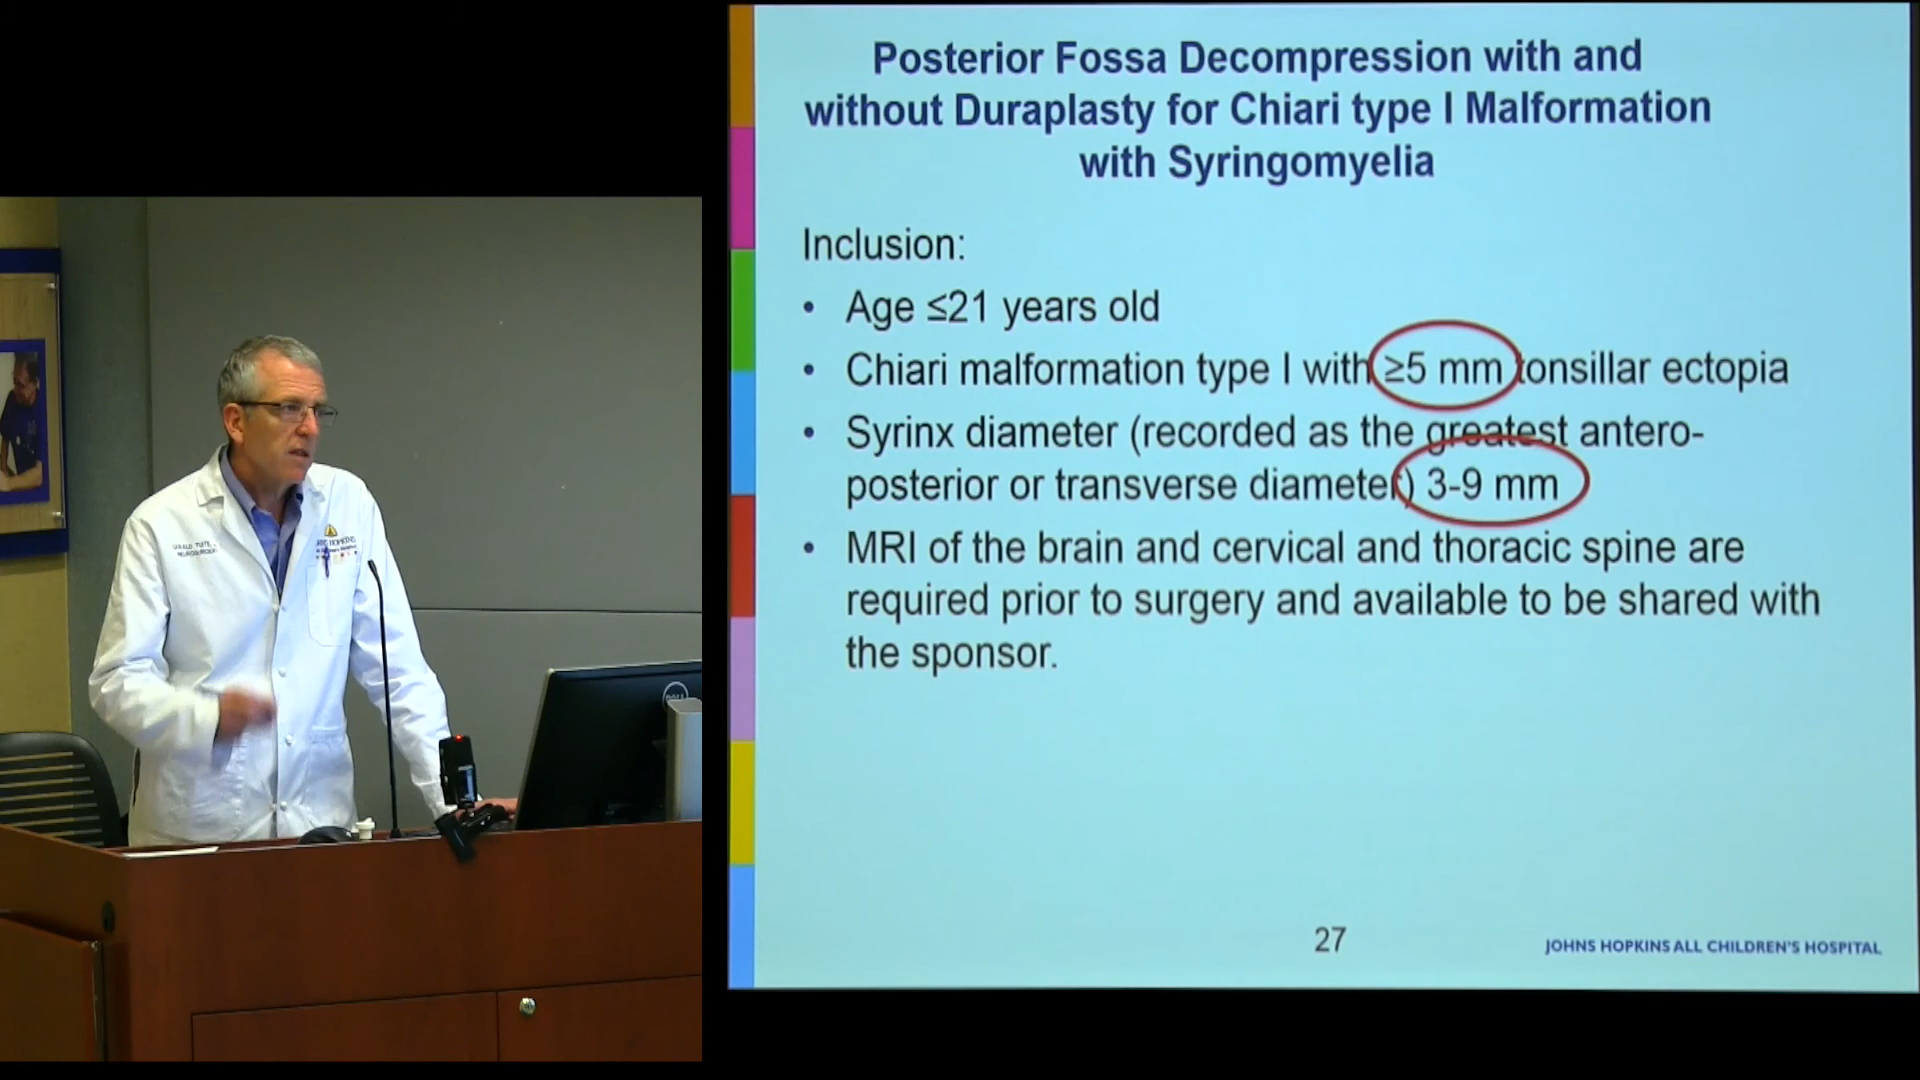 Posterior Fossa Decompression with and
without Duraplasty for Chiari type I Malformation
with Syringomyelia
Inclusion:
• Age ≤21 years old
• Chiari malformation type I with ≥5 mm tonsillar ectopia
• Syrinx diameter (recorded as the greatest antero-
posterior or transverse diameter) 3-9 mm
• MRI of the brain and cervical and thoracic spine are
required prior to surgery and available to be shared with
the sponsor.
27
JOHNS HOPKINS ALL CHILDREN'S HOSPITAL
DELL